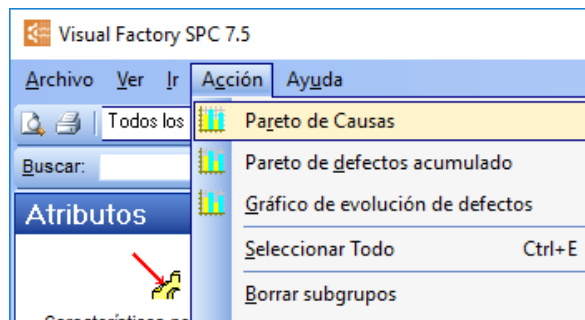 Visual Factory SPC 7.5
Archivo Ver Ir Acción Ayuda
Todos los
Pareto de Causas
Buscar:
Pareto de defectos acumulado
Atributos
Gráfico de evolución de defectos
Seleccionar Todo Ctrl+E
Borrar subgrupos